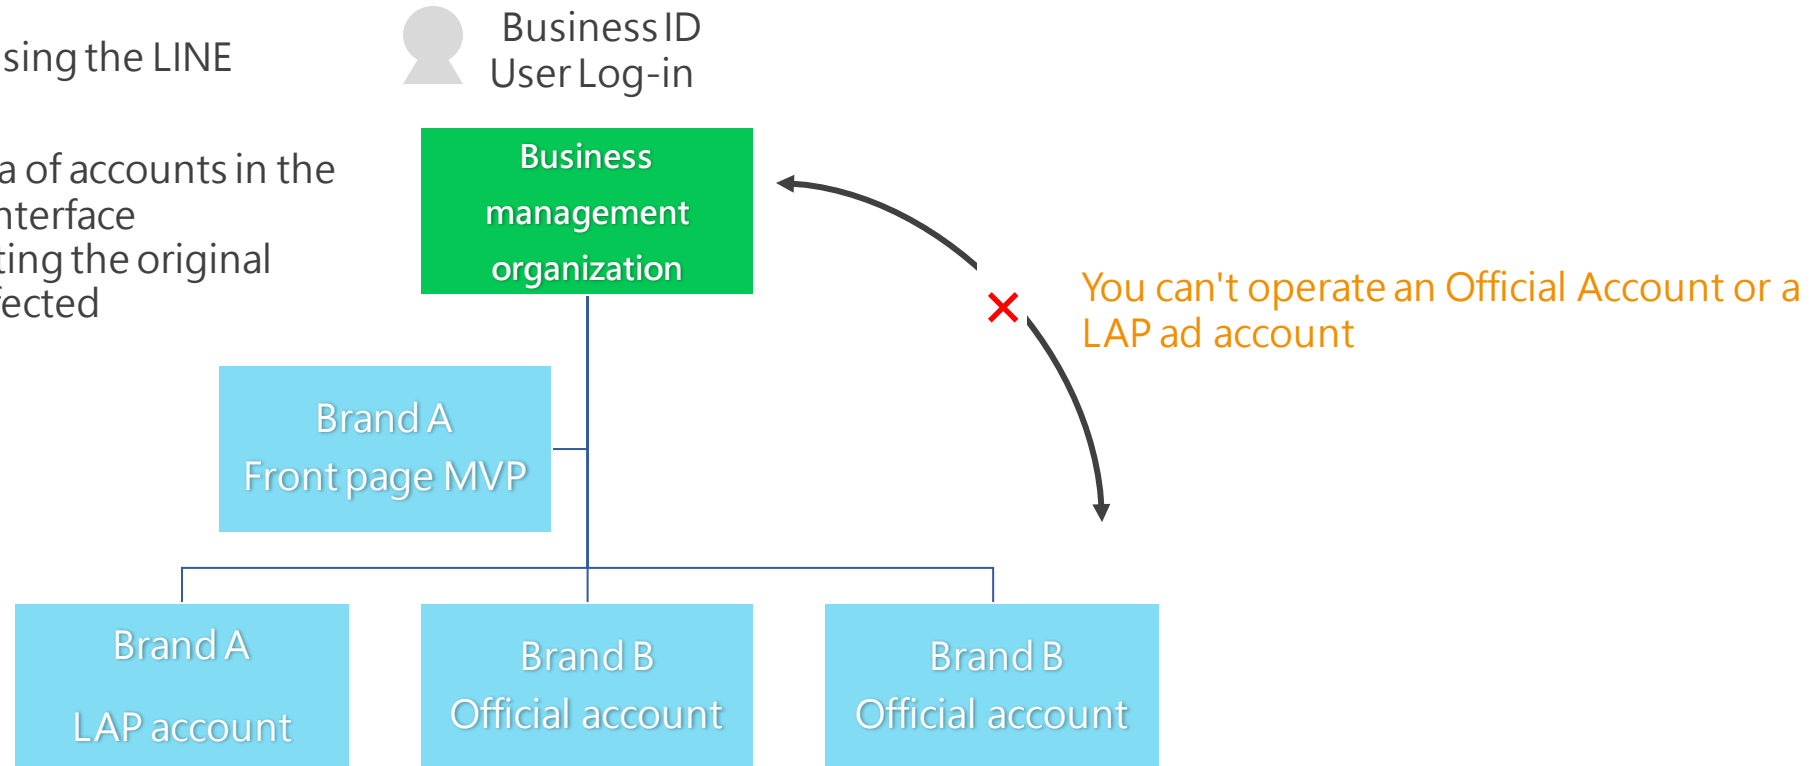 sing the LINE
a of accounts in the
nterface
ting the original
fected
Business ID
User Log-in
Business
management
organization
You can't operate an Official Account or a
LAP ad account
Brand A
Front page MVP
Brand A
LAP account
Brand B
Official account
Brand B
Official account